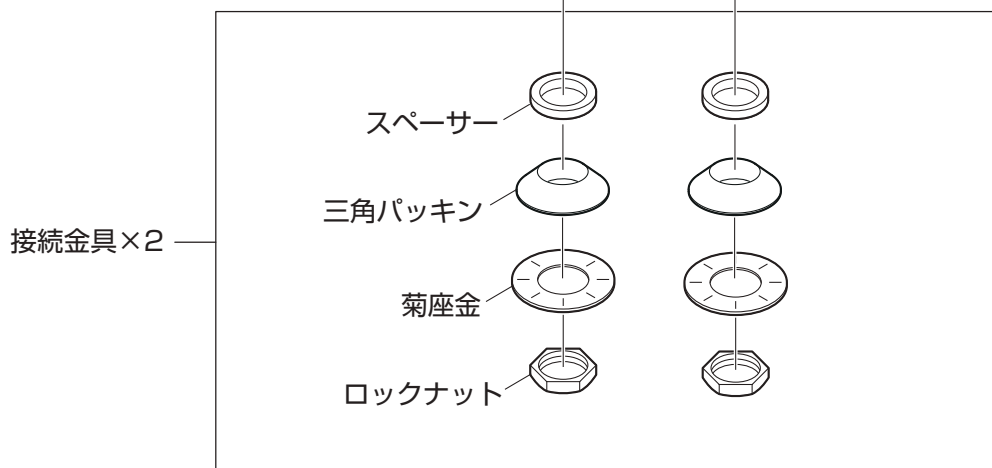 スペーサー
三角パッキン
接続金具×2
菊座金
ロックナット